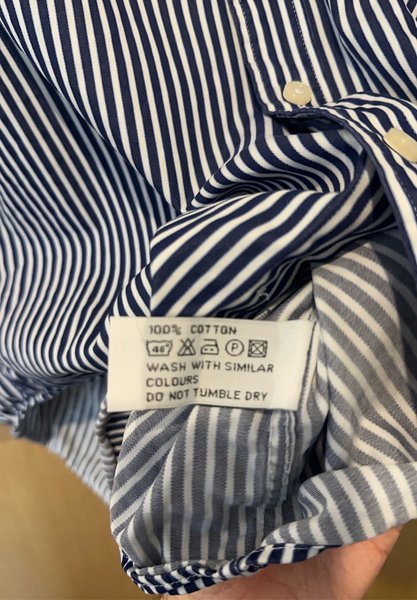 100% COTTON
40 P
WASH WITH SIMILAR
COLOURS
DO NOT TUMBLE DRY